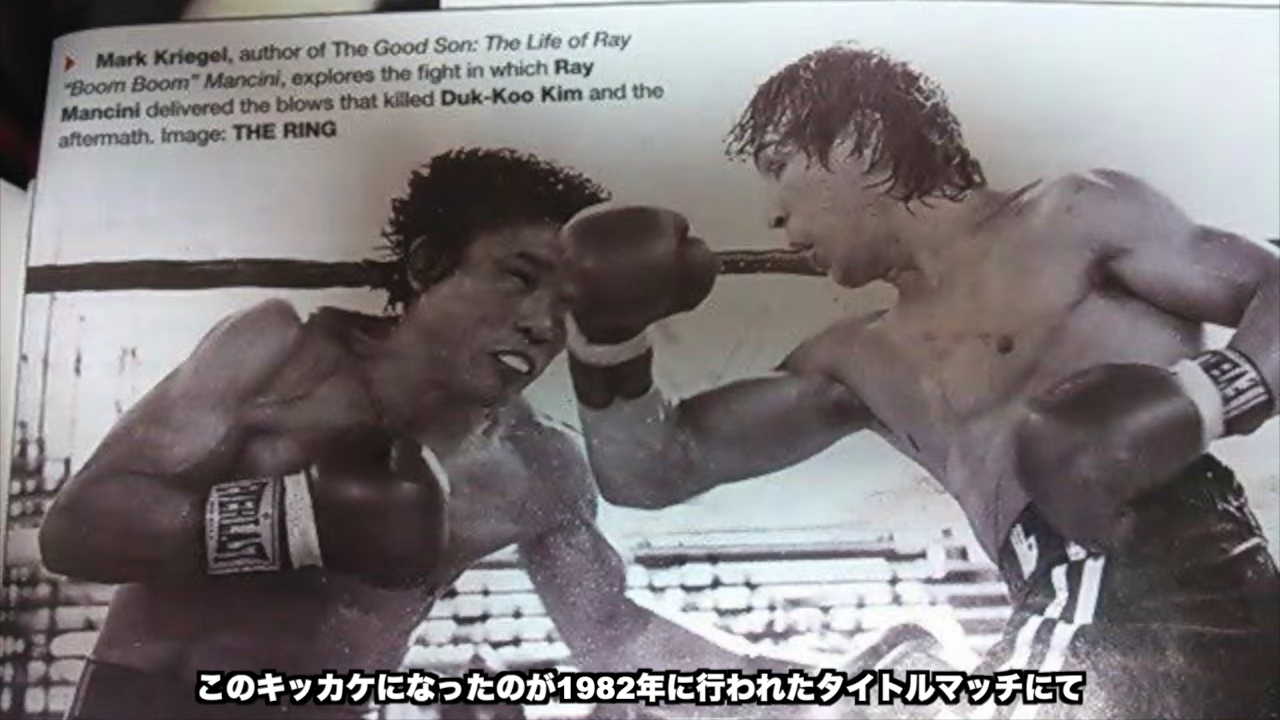 Mark Kriegel, author of The Good Son: The Life of Ray
"Boom Boom" Mancini, explores the fight in which Ray
Mancini delivered the blows that killed Duk-Koo Kim and the
aftermath. Image: THE RING
EVERLAST
このキッカケになったのが1982年に行われたタイトルマッチにて